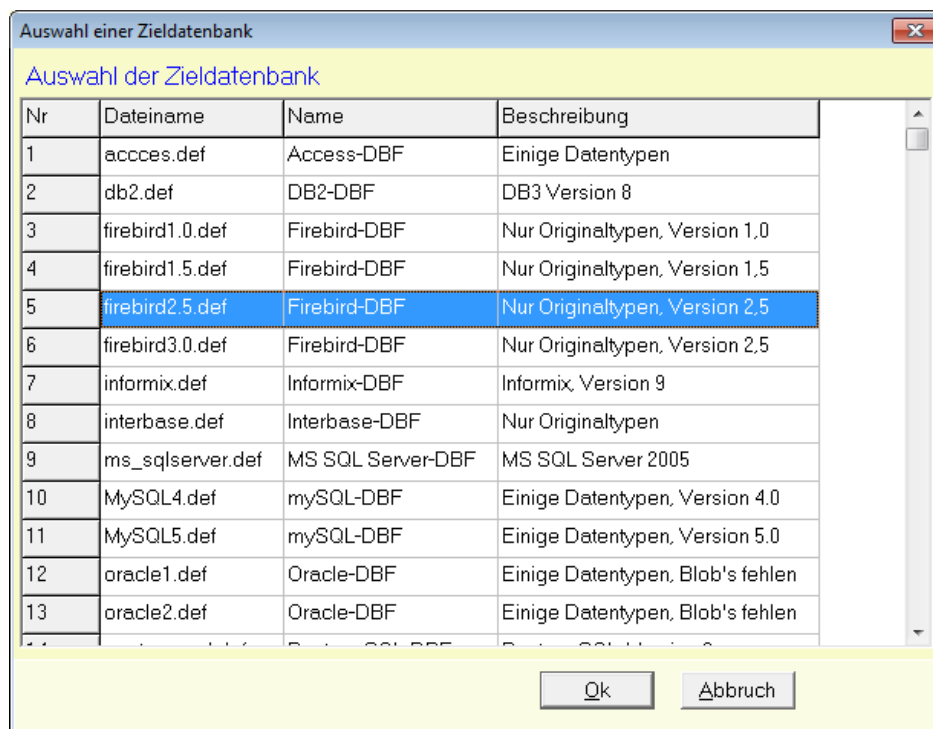 Auswahl einer Zieldatenbank
Auswahl der Zieldatenbank
Nr Dateiname Name Beschreibung
1 accces.def Access-DBF Einige Datentypen
2 db2.def DB2-DBF DB3 Version 8
3 firebird1.0.def Firebird-DBF Nur Originaltypen, Version 1,0
4 firebird1.5.def Firebird-DBF Nur Originaltypen, Version 1,5
5 firebird2.5.def Firebird-DBF Nur Originaltypen, Version 2,5
6 firebird3.0.def Firebird-DBF Nur Originaltypen, Version 2,5
7 informix.def Informix-DBF Informix, Version 9
8 interbase.def Interbase-DBF Nur Originaltypen
9 ms_sqlserver.def MS SQL Server-DBF MS SQL Server 2005
10 MySQL4.def mySQL-DBF Einige Datentypen, Version 4.0
11 MySQL5.def mySQL-DBF Einige Datentypen, Version 5.0
12 oracle1.def Oracle-DBF Einige Datentypen, Blob's fehlen
13 oracle2.def Oracle-DBF Einige Datentypen, Blob's fehlen
Ok Abbruch